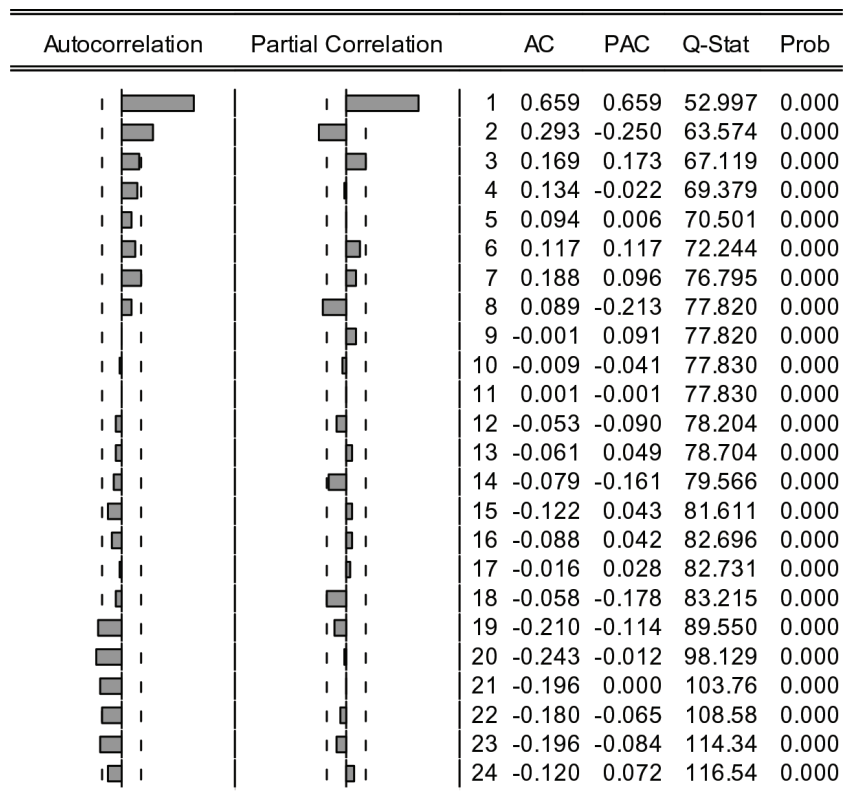 Autocorrelation Partial Correlation AC PAC Q-Stat Prob
1 0.659 0.659 52.997 0.000
2 0.293 -0.250 63.574 0.000
3 0.169 0.173 67.119 0.000
4 0.134 -0.022 69.379 0.000
5 0.094 0.006 70.501 0.000
6 0.117 0.117 72.244 0.000
7 0.188 0.096 76.795 0.000
8 0.089 -0.213 77.820 0.000
9 -0.001 0.091 77.820 0.000
10 -0.009 -0.041 77.830 0.000
11 0.001 -0.001 77.830 0.000
12 -0.053 -0.090 78.204 0.000
13 -0.061 0.049 78.704 0.000
14 -0.079 -0.161 79.566 0.000
15 -0.122 0.043 81.611 0.000
16 -0.088 0.042 82.696 0.000
17 -0.016 0.028 82.731 0.000
18 -0.058 -0.178 83.215 0.000
19 -0.210 -0.114 89.550 0.000
20 -0.243 -0.012 98.129 0.000
21 -0.196 0.000 103.76 0.000
22 -0.180 -0.065 108.58 0.000
23 -0.196 -0.084 114.34 0.000
24 -0.120 0.072 116.54 0.000